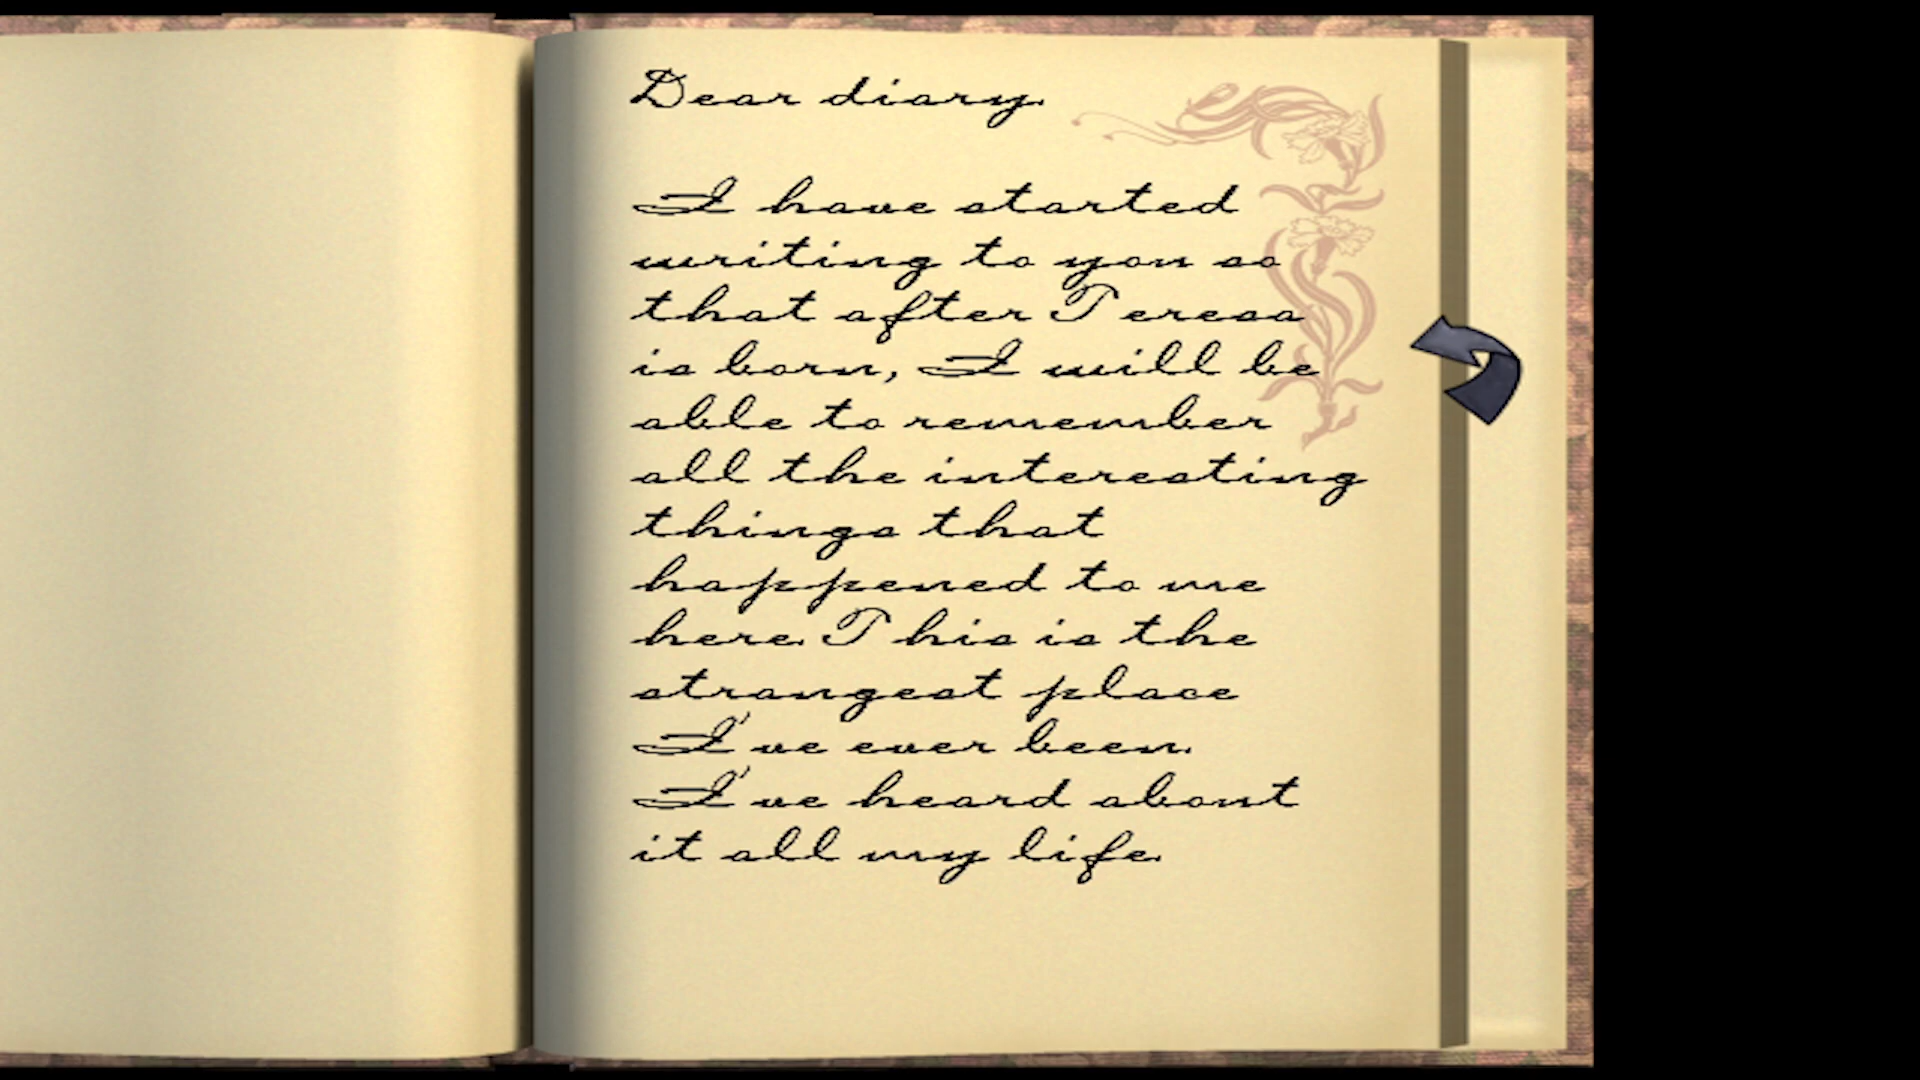 Dear diary.
I have started
writing to you so
that after Teresa
is born, I will be
able to remember
all the interesting
things that
happened to me
here. This is the
strangest place
I've ever been.
I've heard about
it all my life.